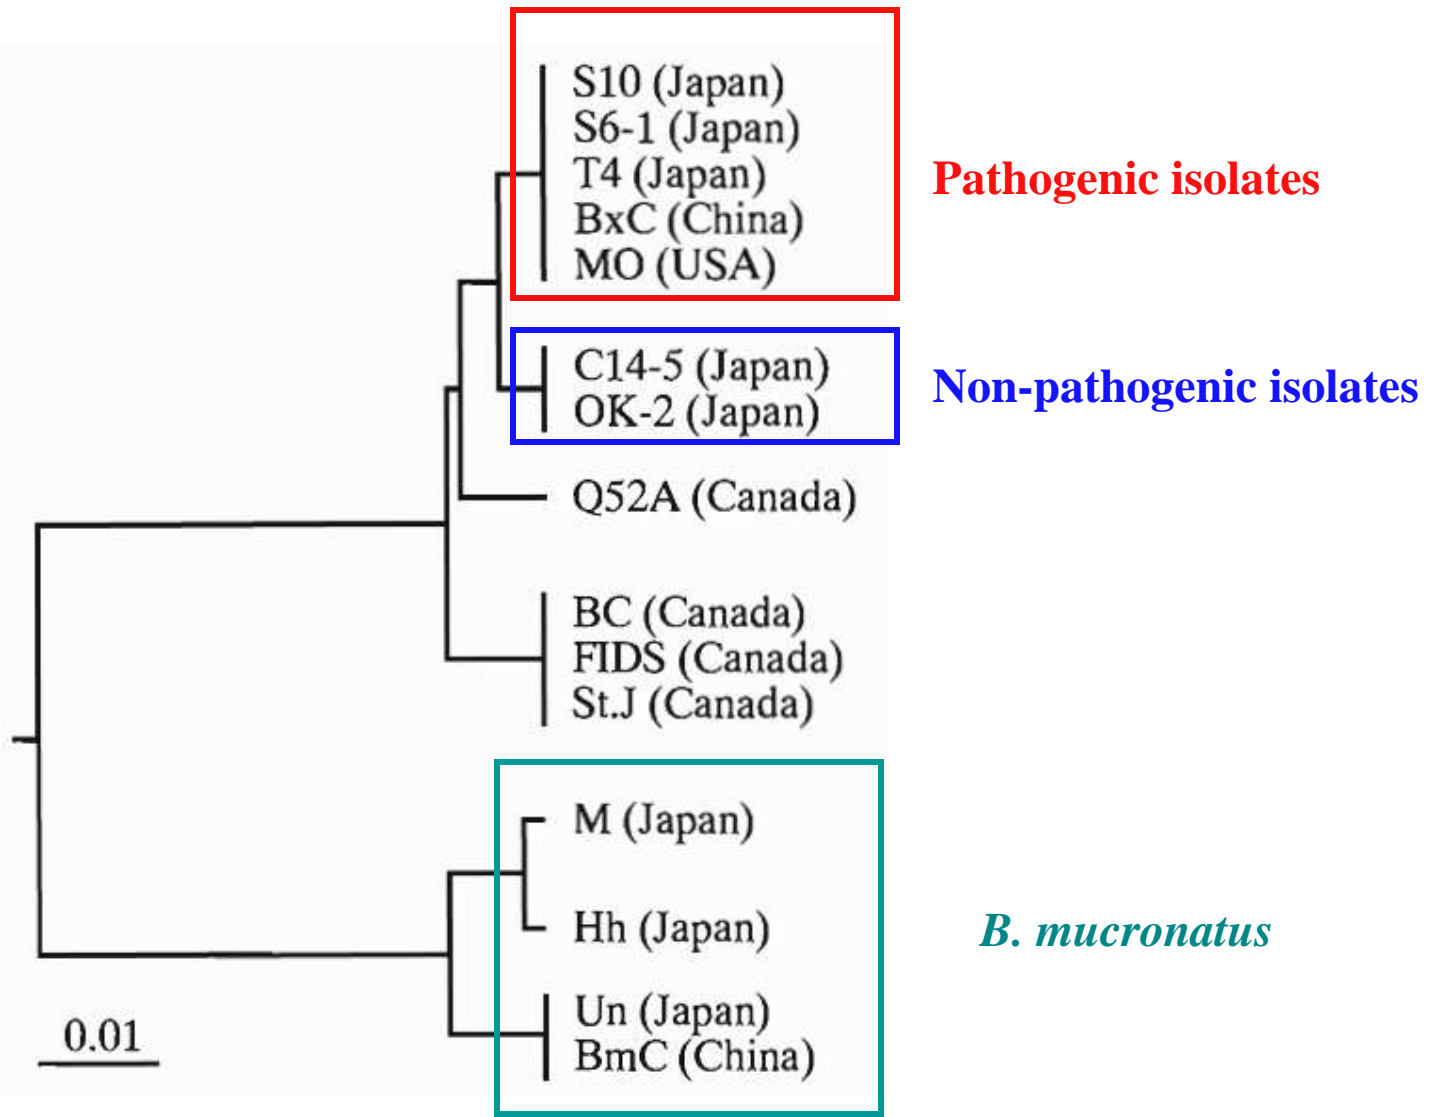 S10 (Japan)
S6-1 (Japan)
T4 (Japan)
BxC (China)
MO (USA)
Pathogenic isolates
C14-5 (Japan)
OK-2 (Japan)
Non-pathogenic isolates
Q52A (Canada)
BC (Canada)
FIDS (Canada)
St.J (Canada)
M (Japan)
Hh (Japan)
Un (Japan)
BmC (China)
B. mucronatus
0.01